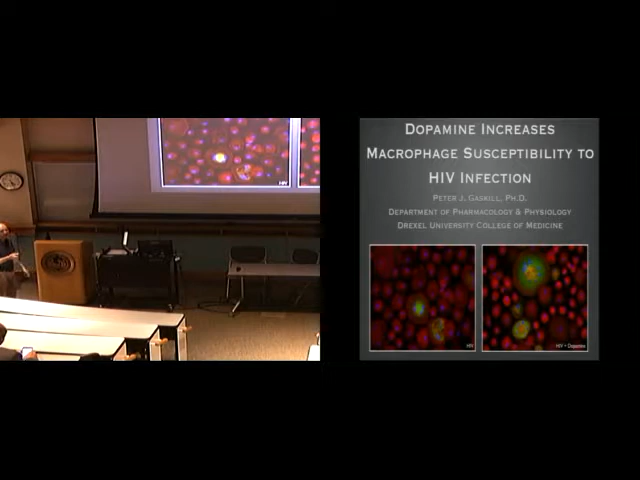 DOPAMINE INCREASES
MACROPHAGE SUSCEPTIBILITY TO
HIV INFECTION
PETER J. GASKILL, PH.D.
DEPARTMENT OF PHARMACOLOGY & PHYSIOLOGY
DREXEL UNIVERSITY COLLEGE OF MEDICINE
HIV
HIV
HIV + Dopamine